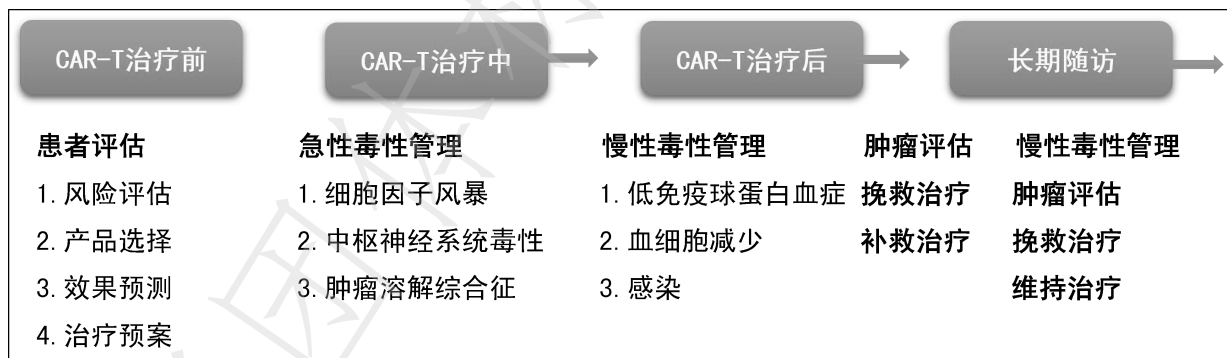 CAR-T治疗前
CAR-T治疗中
CAR-T治疗后
长期随访
患者评估
1. 风险评估
2. 产品选择
3. 效果预测
4. 治疗预案
急性毒性管理
1. 细胞因子风暴
2. 中枢神经系统毒性
3. 肿瘤溶解综合征
慢性毒性管理
1. 低免疫球蛋白血症
2. 血细胞减少
3. 感染
肿瘤评估
挽救治疗
补救治疗
慢性毒性管理
肿瘤评估
挽救治疗
维持治疗